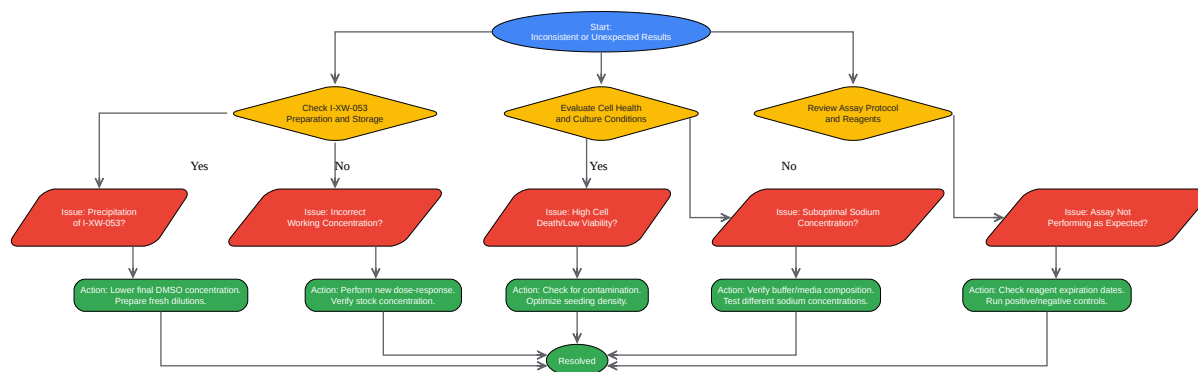 Start:
Inconsistent or Unexpected Results
Check I-XW-053
Preparation and Storage
Evaluate Cell Health
and Culture Conditions
Review Assay Protocol
and Reagents
Yes
No
Yes
No
Issue: Precipitation
of I-XW-053?
Issue: Incorrect
Working Concentration?
Issue: High Cell
Death/Low Viability?
Issue: Suboptimal Sodium
Concentration?
Issue: Assay Not
Performing as Expected?
Action: Lower final DMSO concentration.
Prepare fresh dilutions.
Action: Perform new dose-response.
Verify stock concentration.
Action: Check for contamination.
Optimize seeding density.
Action: Verify buffer/media composition.
Test different sodium concentrations.
Action: Check reagent expiration dates.
Run positive/negative controls.
Resolved